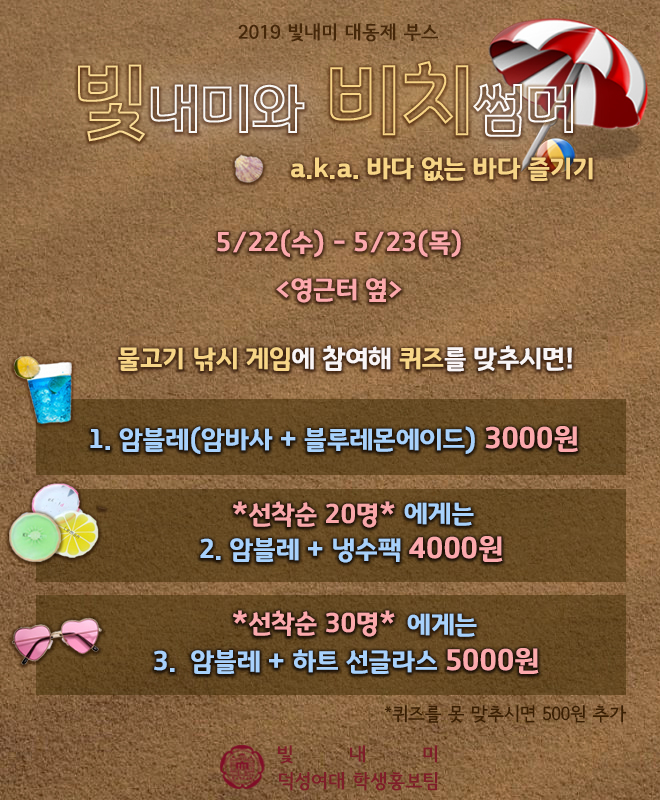 2019 빛내미 대동제 부스
빛내미와 비치썸머
a.k.a. 바다 없는 바다 즐기기
5/22(수) - 5/23(목)
<영근터 옆>
물고기 낚시 게임에 참여해 퀴즈를 맞추시면!
1. 암블레(암바사 + 블루레몬에이드) 3000원
*선착순 20명* 에게는
2. 암블레 + 냉수팩 4000원
*선착순 30명* 에게는
3. 암블레 + 하트 선글라스 5000원
*퀴즈를 못 맞추시면 500원 추가
빛 내 미
덕성여대 학생홍보팀